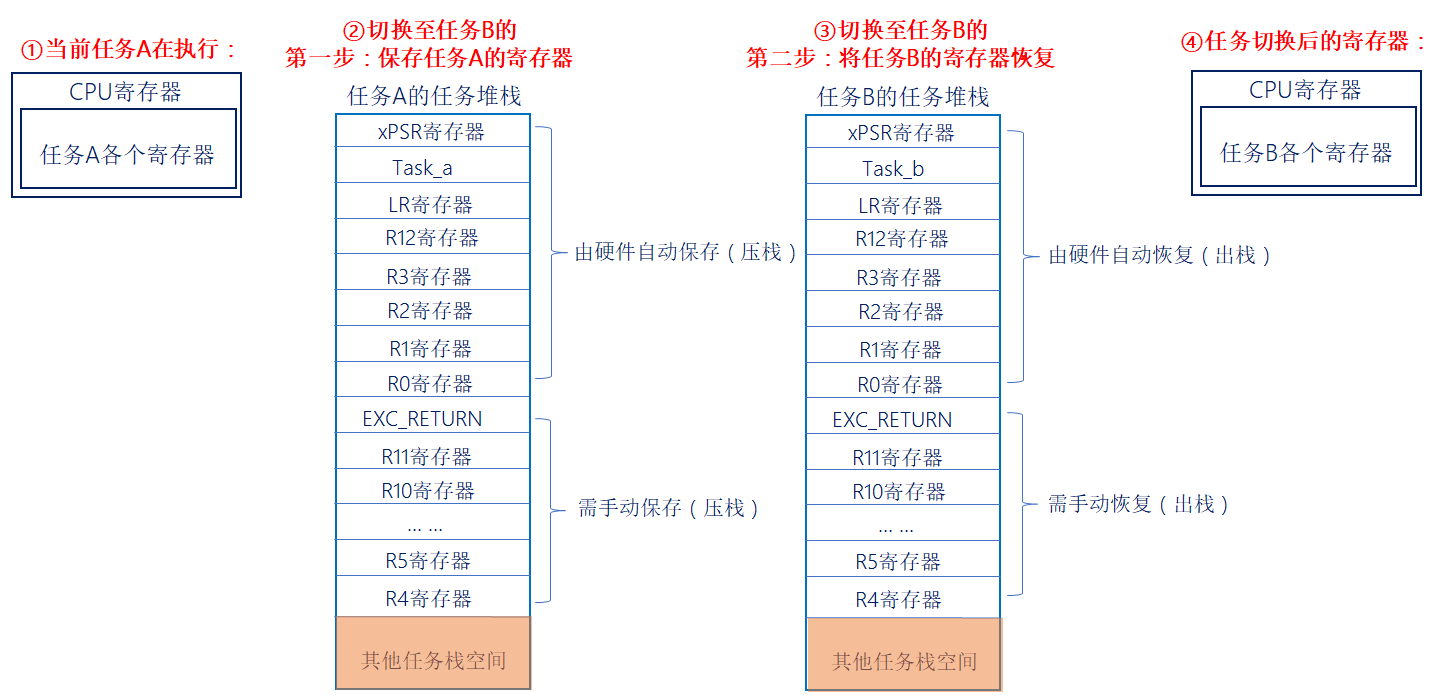 ①当前任务A在执行：
CPU寄存器
任务A各个寄存器
②切换至任务B的
第一步：保存任务A的寄存器
任务A的任务堆栈
xPSR寄存器
Task_a
LR寄存器
R12寄存器
R3寄存器
R2寄存器
R1寄存器
R0寄存器
由硬件自动保存（压栈）
EXC_RETURN
R11寄存器
R10寄存器
... ...
R5寄存器
R4寄存器
需手动保存（压栈）
其他任务栈空间
③切换至任务B的
第二步：将任务B的寄存器恢复
任务B的任务堆栈
xPSR寄存器
Task_b
LR寄存器
R12寄存器
R3寄存器
R2寄存器
R1寄存器
R0寄存器
由硬件自动恢复（出栈）
EXC_RETURN
R11寄存器
R10寄存器
... ...
R5寄存器
R4寄存器
需手动恢复（出栈）
其他任务栈空间
④任务切换后的寄存器：
CPU寄存器
任务B各个寄存器